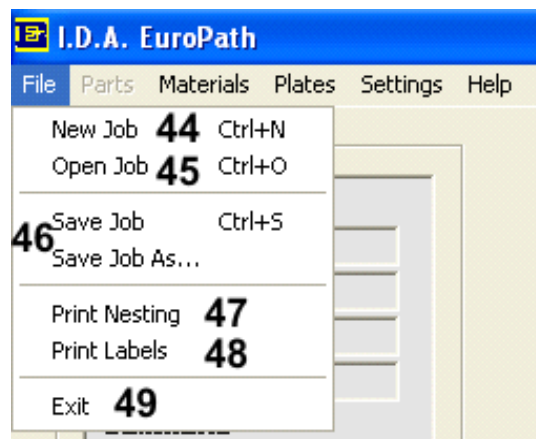 I.D.A. EuroPath
File Parts Materials Plates Settings Help
New Job 44 Ctrl+N
Open Job 45 Ctrl+O
46
Save Job Ctrl+S
Save Job As...
Print Nesting 47
Print Labels 48
Exit 49